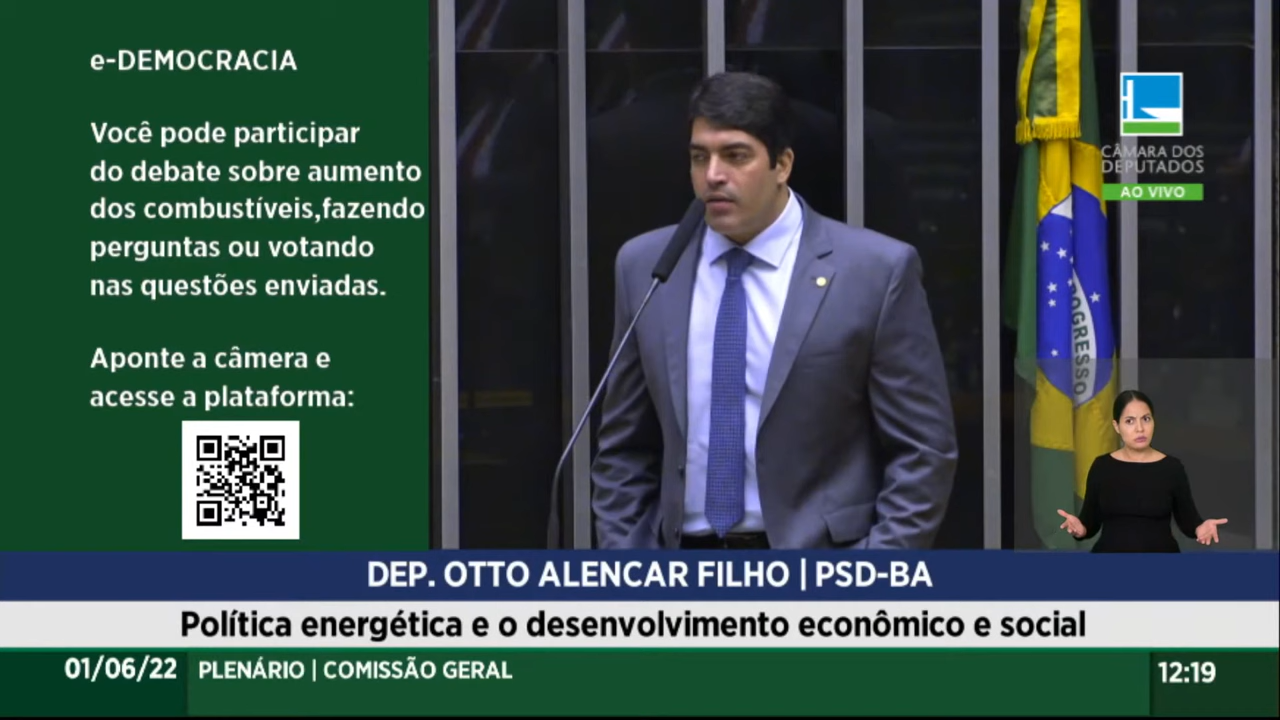 e-DEMOCRACIA
Você pode participar
do debate sobre aumento
dos combustíveis,fazendo
perguntas ou votando
nas questões enviadas.
Aponte a câmera e
acesse a plataforma:
CÂMARA DOS
DEPUTADOS
AO VIVO
OGRESSO
DEP. OTTO ALENCAR FILHO | PSD-BA
Política energética e o desenvolvimento econômico e social
01/06/22 PLENÁRIO | COMISSÃO GERAL 12:19